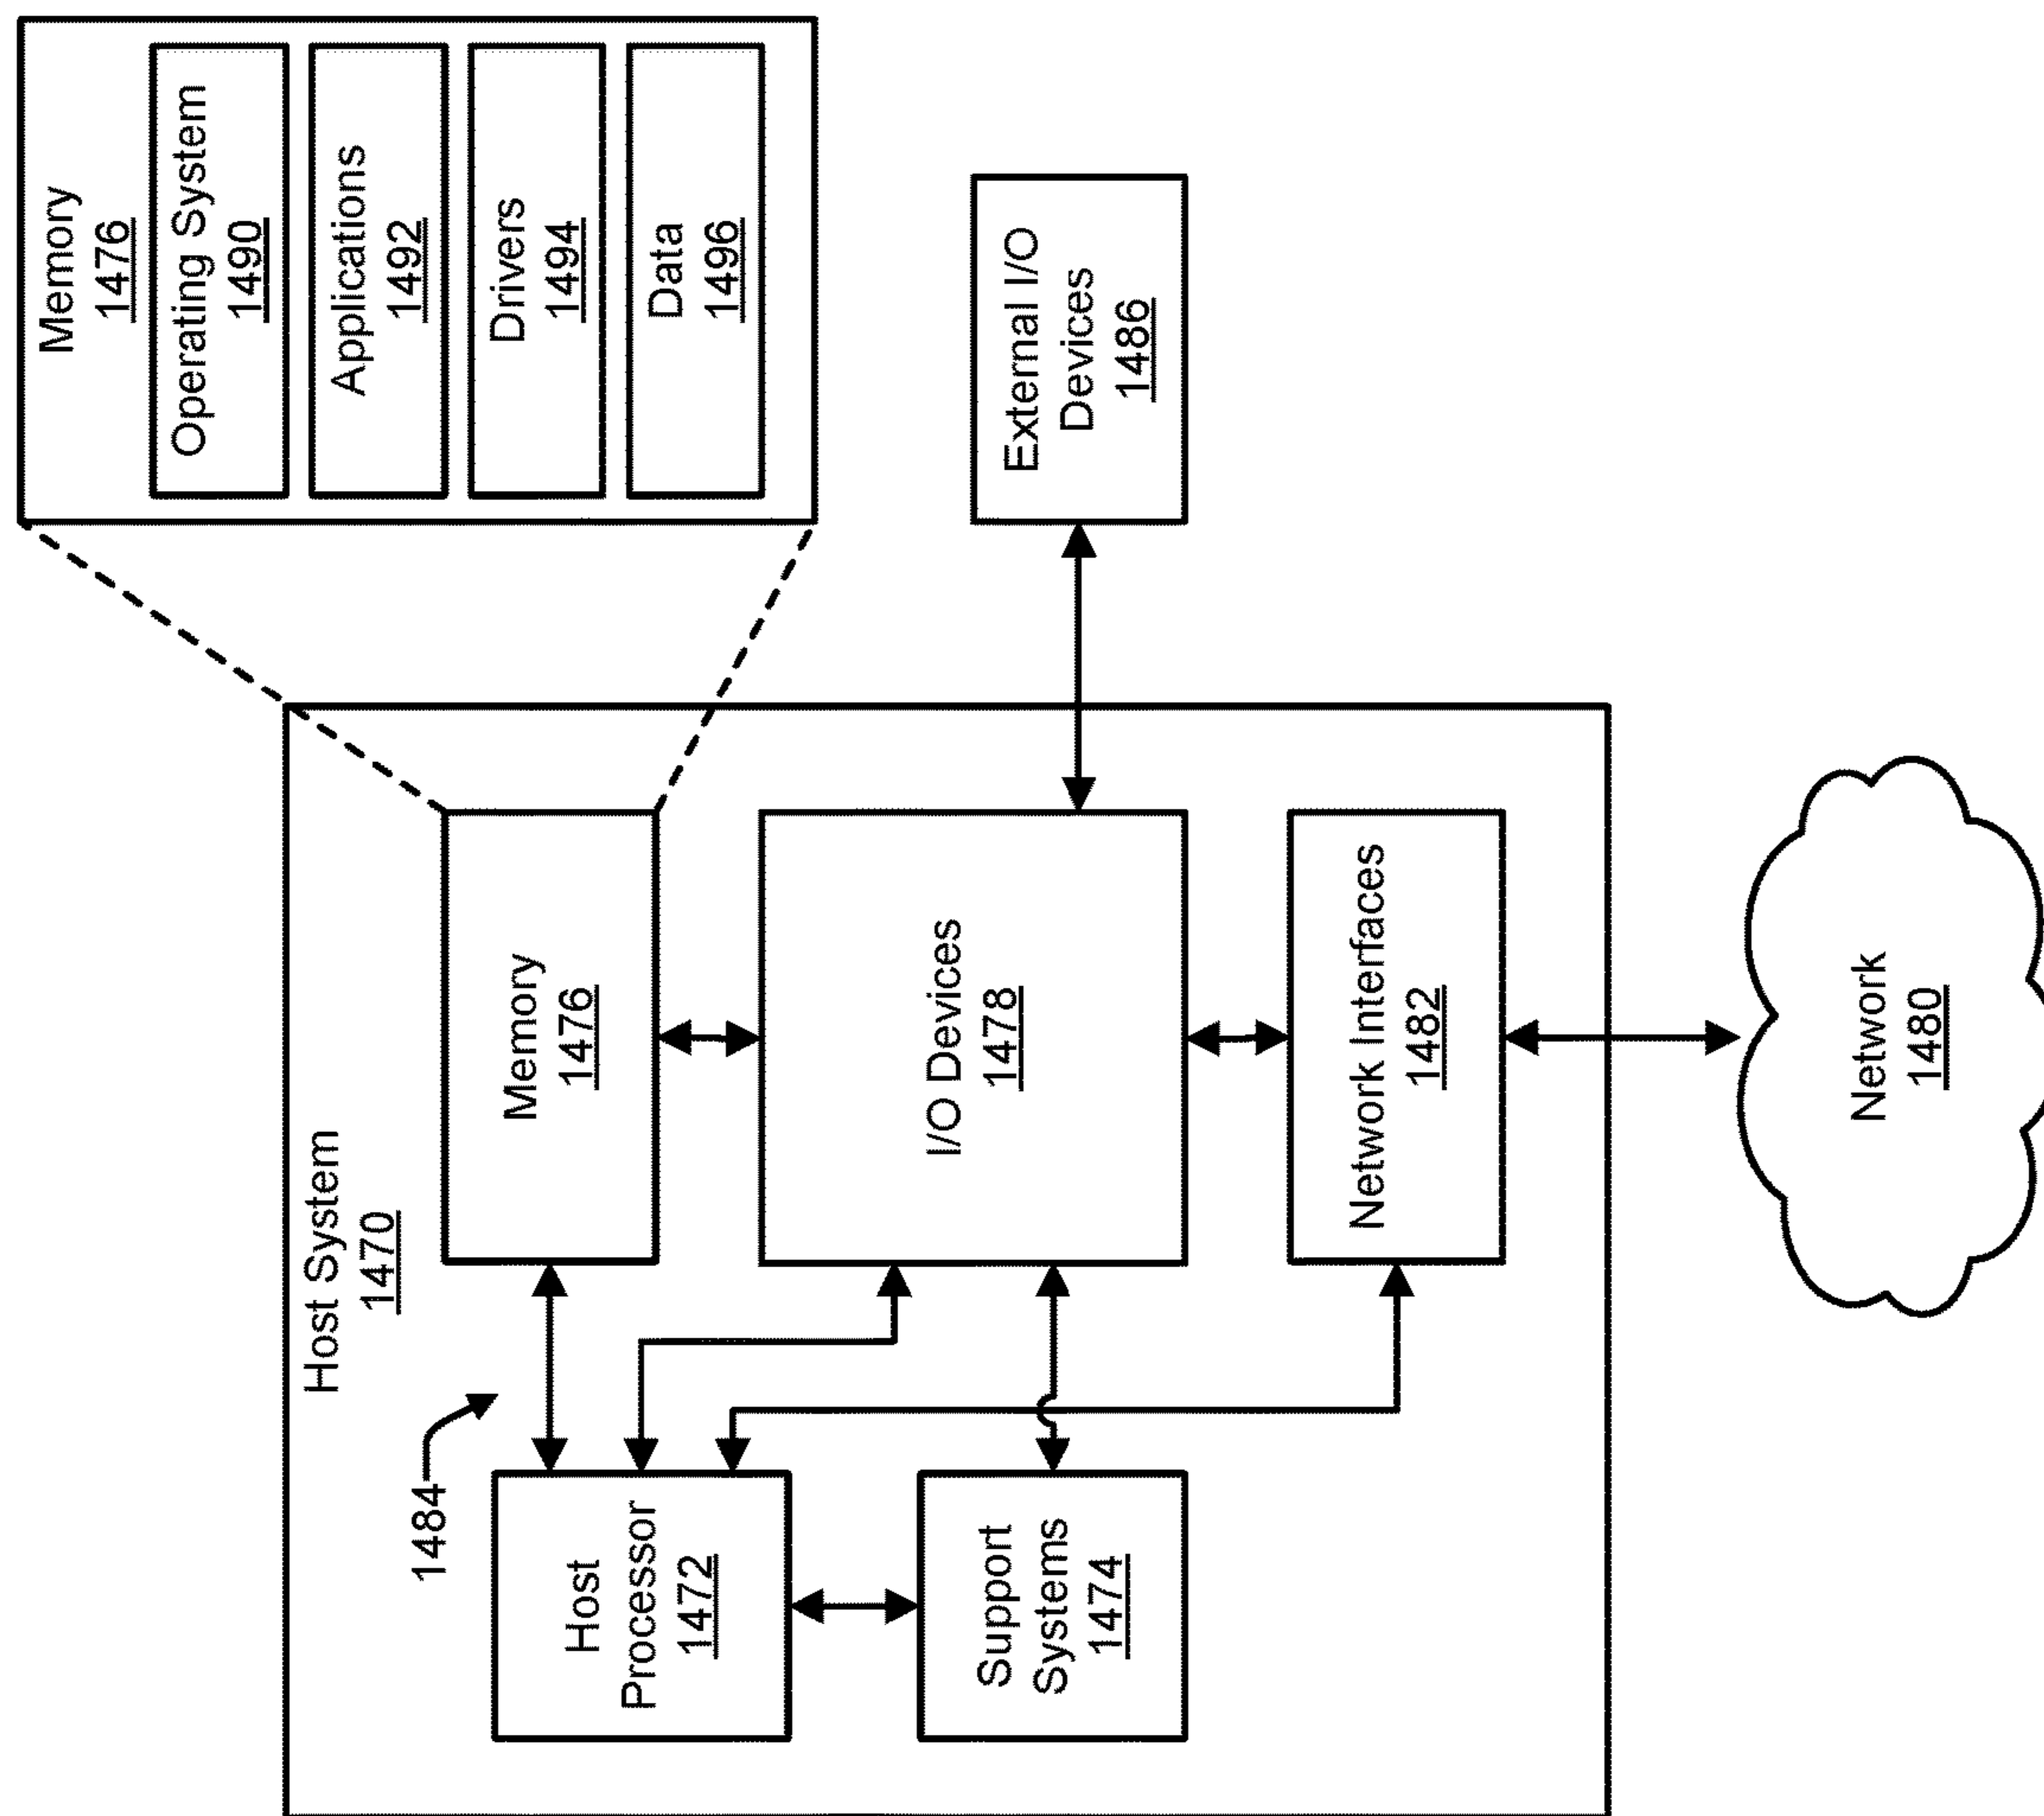 Host System
1470
Host
Processor
1472
1484
Support
Systems
1474
Memory
1476
I/O Devices
1478
Network Interfaces
1482
Network
1480
External I/O
Devices
1486
Memory
1476
Operating System
1490
Applications
1492
Drivers
1494
Data
1496